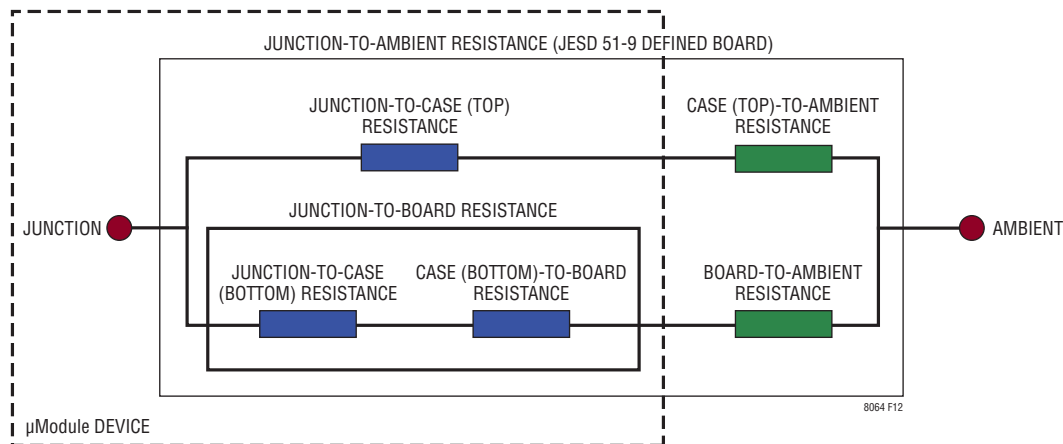 JUNCTION-TO-AMBIENT RESISTANCE (JESD 51-9 DEFINED BOARD)
JUNCTION-TO-CASE (TOP)
RESISTANCE
CASE (TOP)-TO-AMBIENT
RESISTANCE
JUNCTION-TO-BOARD RESISTANCE
JUNCTION
AMBIENT
JUNCTION-TO-CASE
(BOTTOM) RESISTANCE
CASE (BOTTOM)-TO-BOARD
RESISTANCE
BOARD-TO-AMBIENT
RESISTANCE
8064 F12
µModule DEVICE